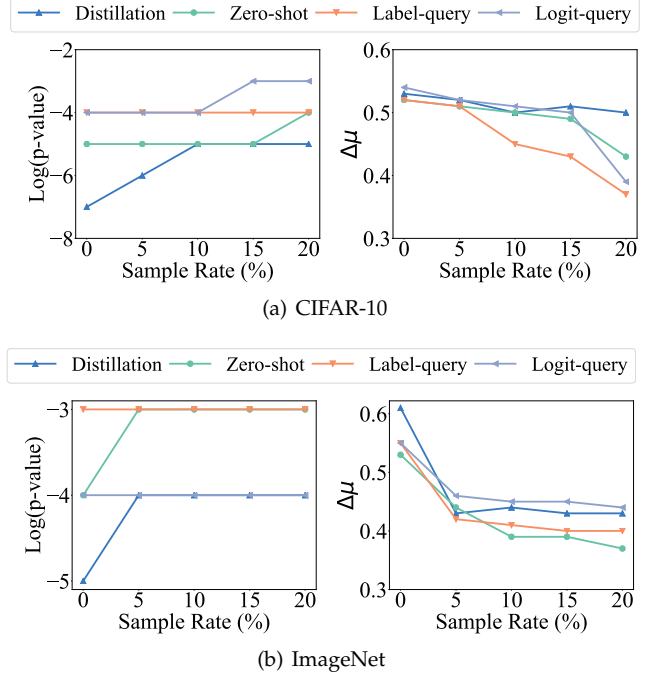 Distillation Zero-shot Label-query Logit-query
−2
−4
−6
−8
Log(p-value)
0 5 10 15 20
Sample Rate (%)
0.6
0.5
0.4
0.3
Δμ
0 5 10 15 20
Sample Rate (%)
(a) CIFAR-10
Distillation Zero-shot Label-query Logit-query
−3
−4
−5
Log(p-value)
0 5 10 15 20
Sample Rate (%)
0.6
0.5
0.4
0.3
Δμ
0 5 10 15 20
Sample Rate (%)
(b) ImageNet